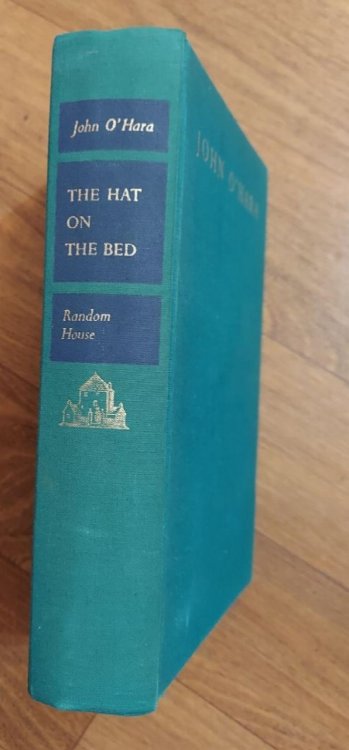 John O'Hara
THE HAT
ON
THE BED
Random
House
JOHN O'HARA